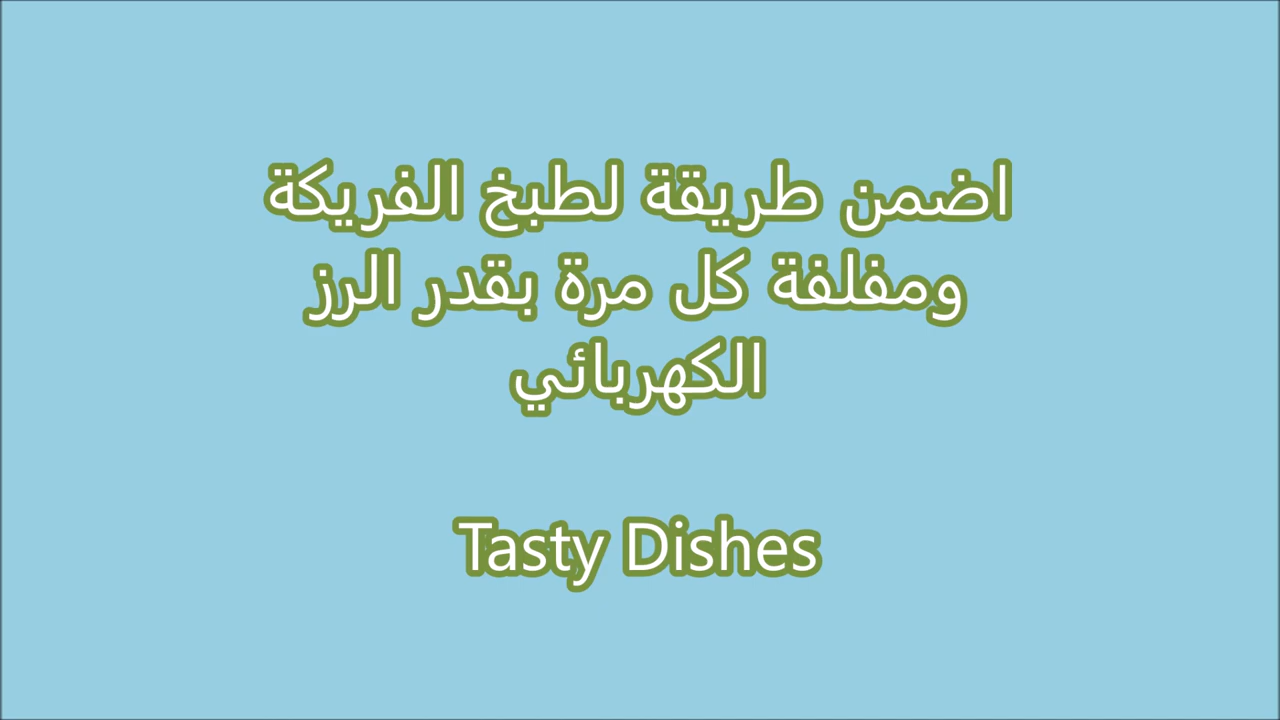 اضمن طريقة لطبخ الفريكة
ومفلفة كل مرة بقدر الرز
الكهربائي
Tasty Dishes